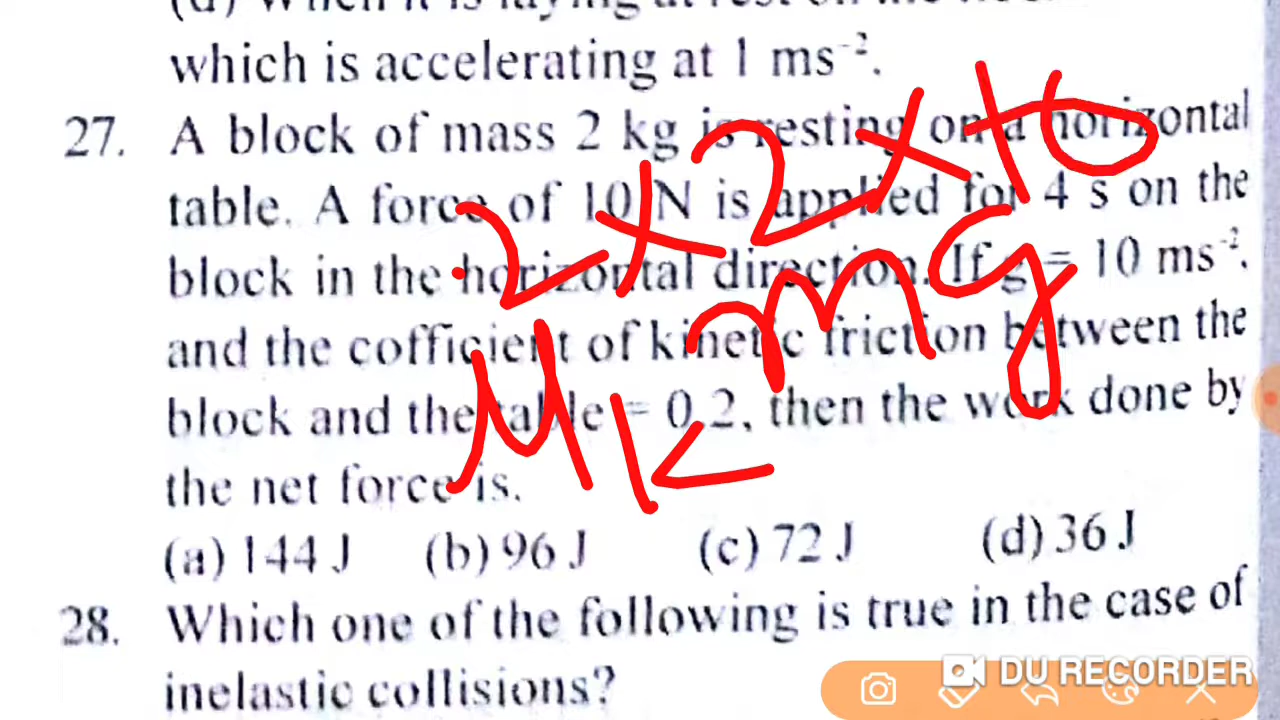 which is accelerating at 1 ms⁻².
27. A block of mass 2 kg is resting on a horizontal
table. A force of 10 N is applied for 4 s on the
block in the horizontal direction. If g = 10 ms⁻².
and the cofficient of kinetic friction between the
block and the table = 0.2, then the work done by
the net force is.
(a) 144 J (b) 96 J (c) 72 J (d) 36 J
28. Which one of the following is true in the case of
inelastic collisions?
.2 × 2 × 10
μk mg
DU RECORDER